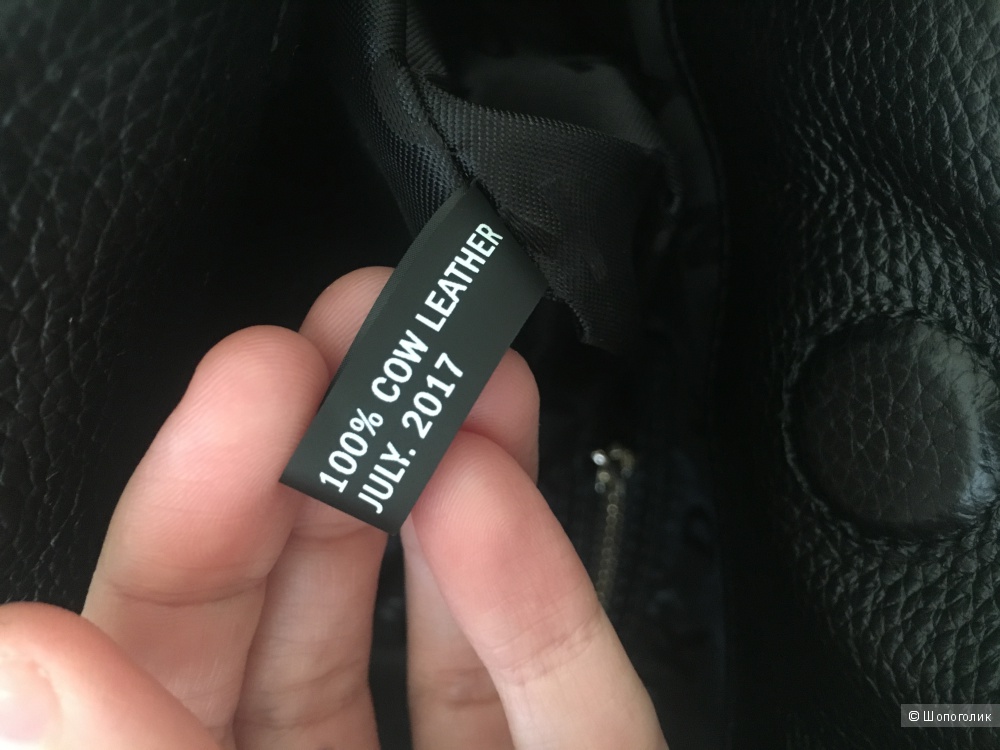 100% COW LEATHER
JULY. 2017
© Шопоголик